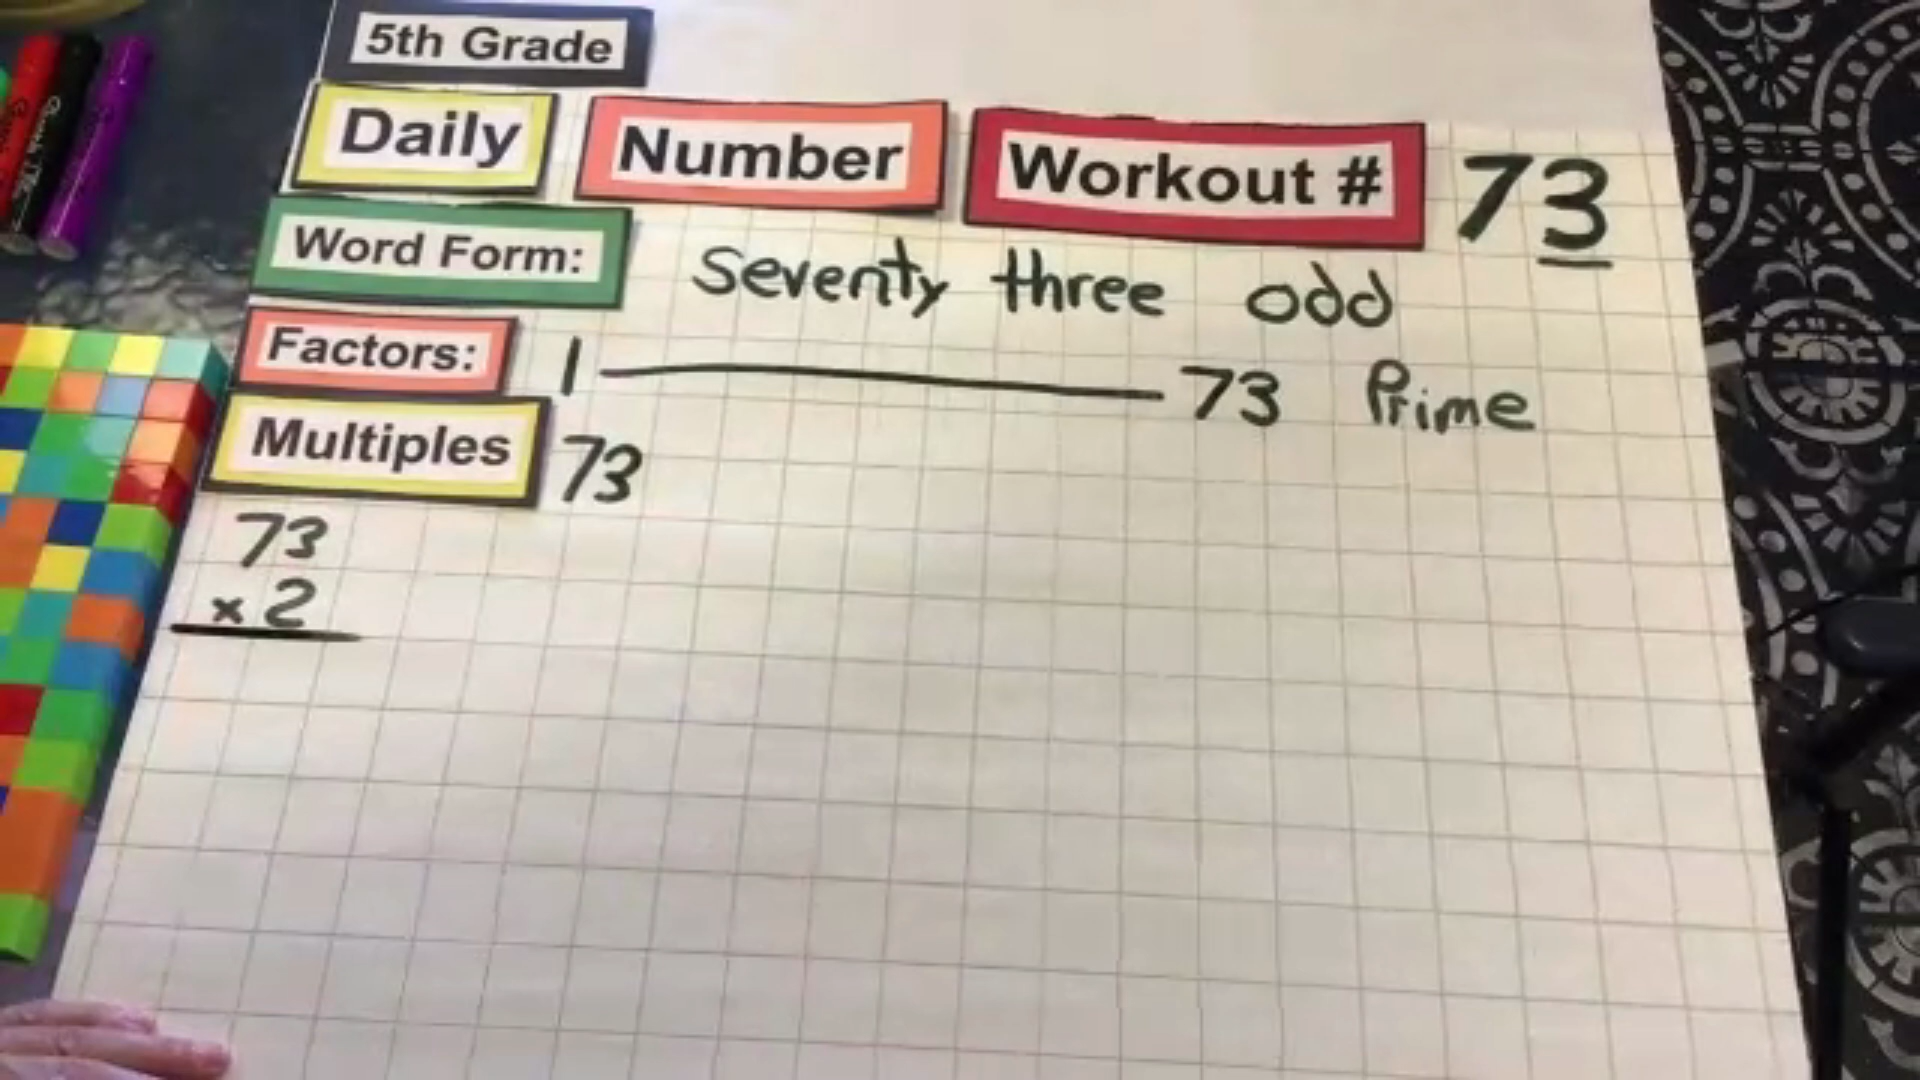 5th Grade
Daily Number Workout # 73
Word Form: Seventy three odd
Factors: 1 73 Prime
Multiples 73
73
× 2